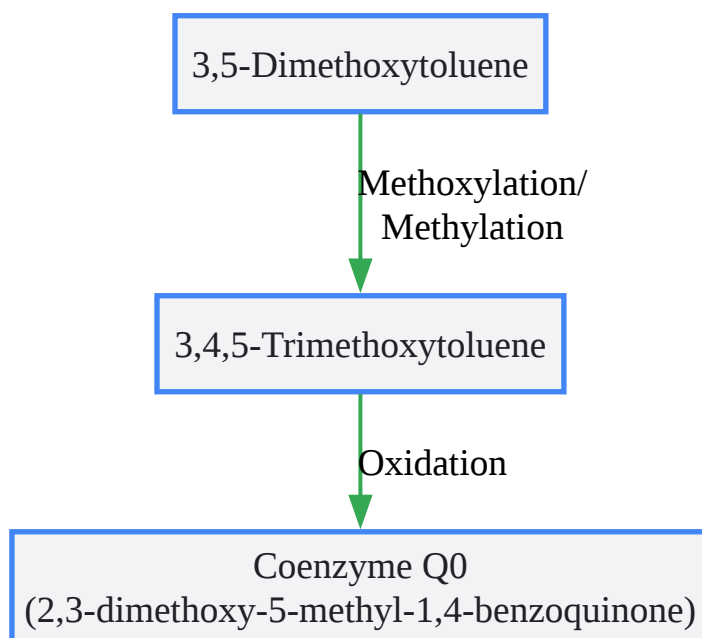 3,5-Dimethoxytoluene
Methoxylation/
Methylation
3,4,5-Trimethoxytoluene
Oxidation
Coenzyme Q0
(2,3-dimethoxy-5-methyl-1,4-benzoquinone)